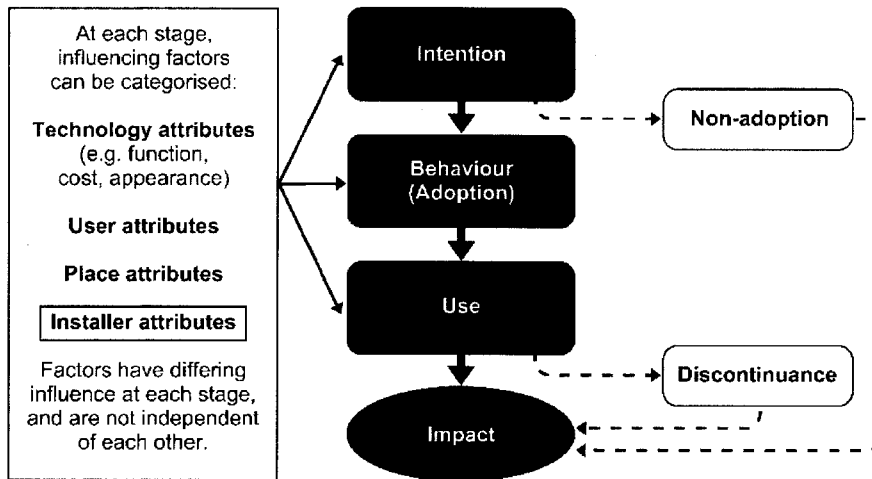 At each stage,
influencing factors
can be categorised:
Technology attributes
(e.g. function,
cost, appearance)
User attributes
Place attributes
Installer attributes
Factors have differing
influence at each stage,
and are not independent
of each other.
Intention
Non-adoption
Behaviour
(Adoption)
Use
Discontinuance
Impact